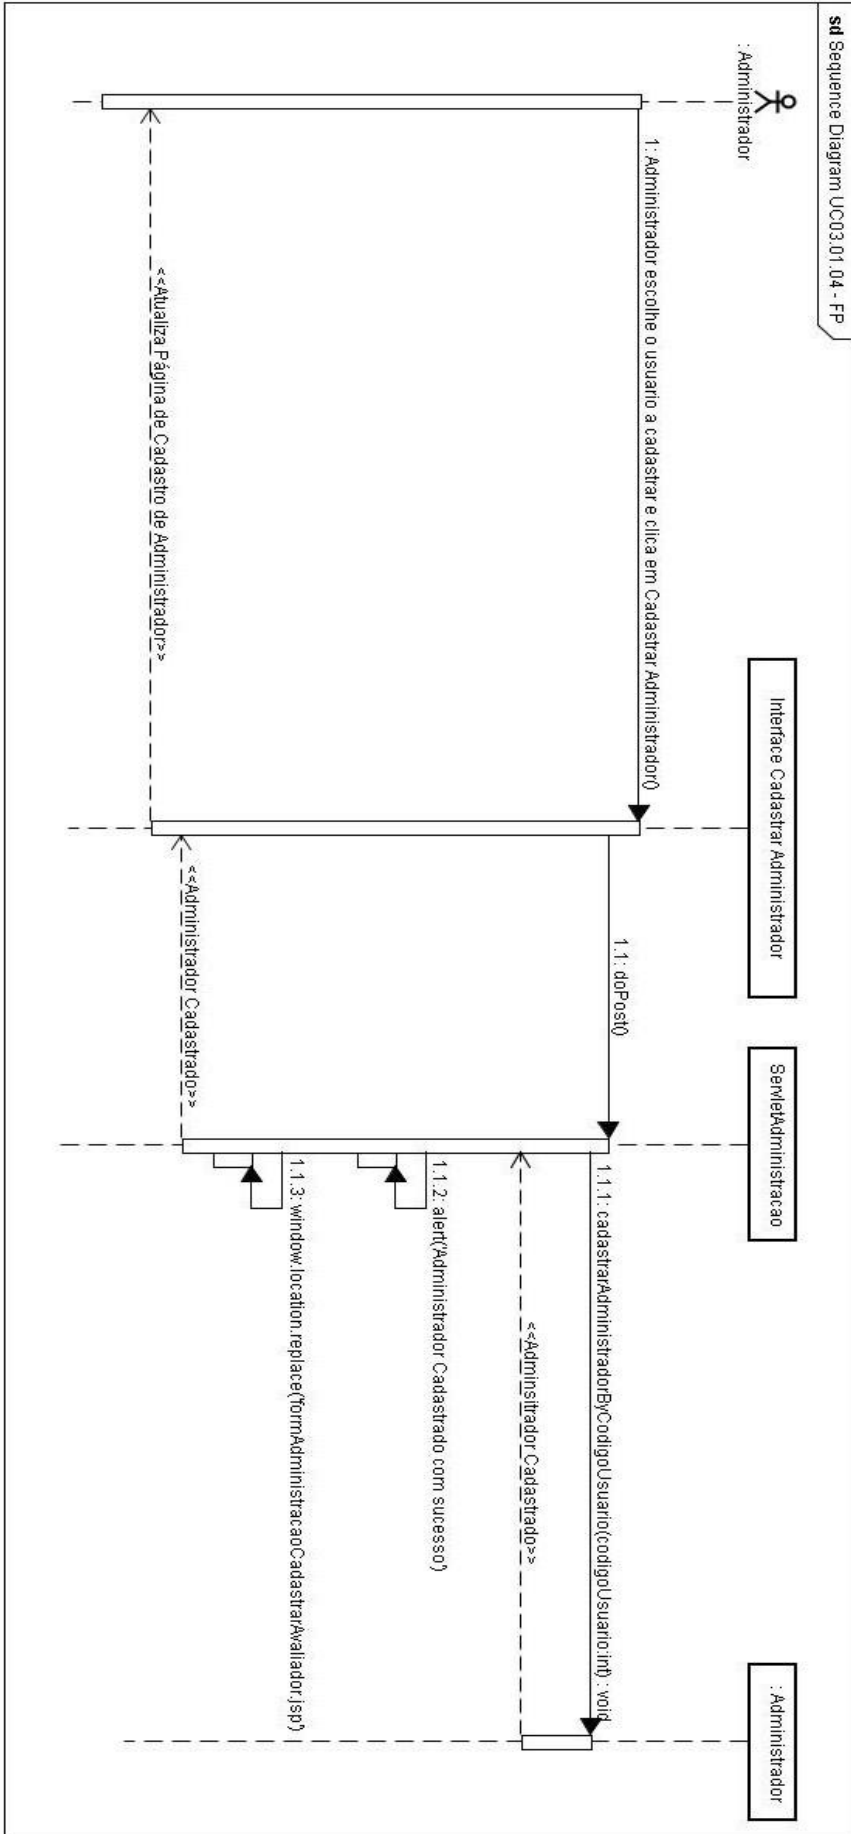 sd Sequence Diagram UC03.01.04 - FP
: Administrador
Interface Cadastrar Administrador
ServletAdministracao
: Administrador
1: Administrador escolhe o usuario a cadastrar e clica em Cadastrar Administrador()
1.1: doPost()
1.1.1: cadastrarAdministradorByCodigoUsuario(codigoUsuario:int) : void
<<Adminsitrador Cadastrado>>
1.1.2: alert('Administrador Cadastrado com sucesso')
1.1.3: window.location.replace('formAdministracaoCadastrarAvaliador.jsp')
<<Administrador Cadastrado>>
<<Atualiza Página de Cadastro de Administrador>>